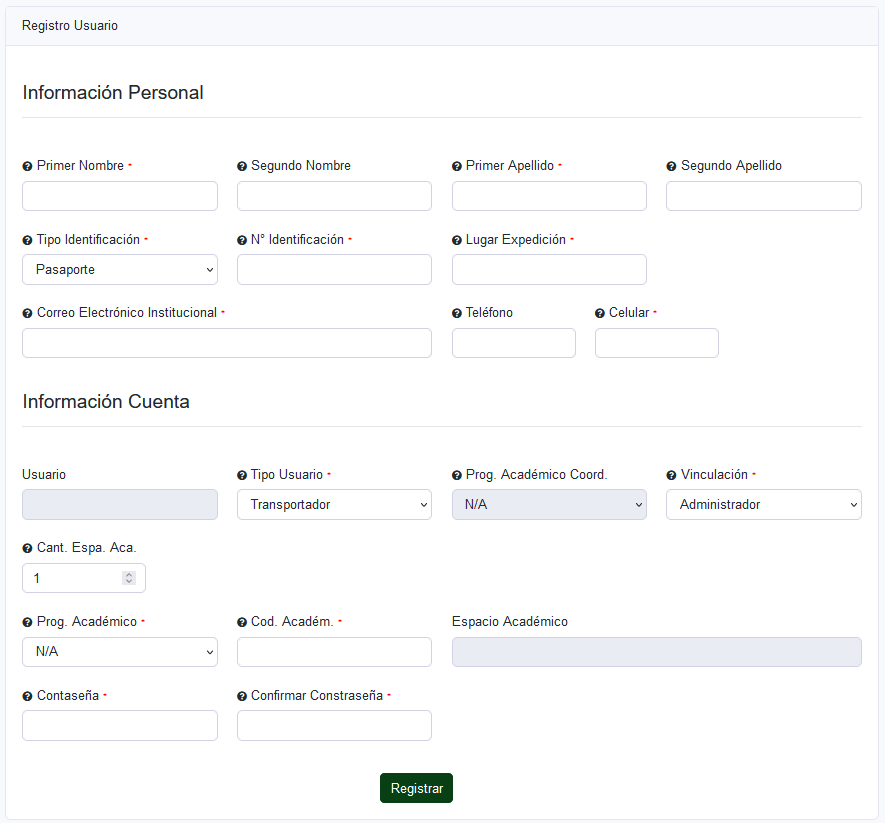 Registro Usuario
Información Personal
Primer Nombre * Segundo Nombre Primer Apellido * Segundo Apellido
Tipo Identificación * N° Identificación * Lugar Expedición *
Pasaporte
Correo Electrónico Institucional * Teléfono Celular *
Información Cuenta
Usuario Tipo Usuario * Prog. Académico Coord. Vinculación *
Transportador N/A Administrador
Cant. Espa. Aca.
1
Prog. Académico * Cod. Académ. * Espacio Académico
N/A
Contaseña * Confirmar Constraseña *
Registrar